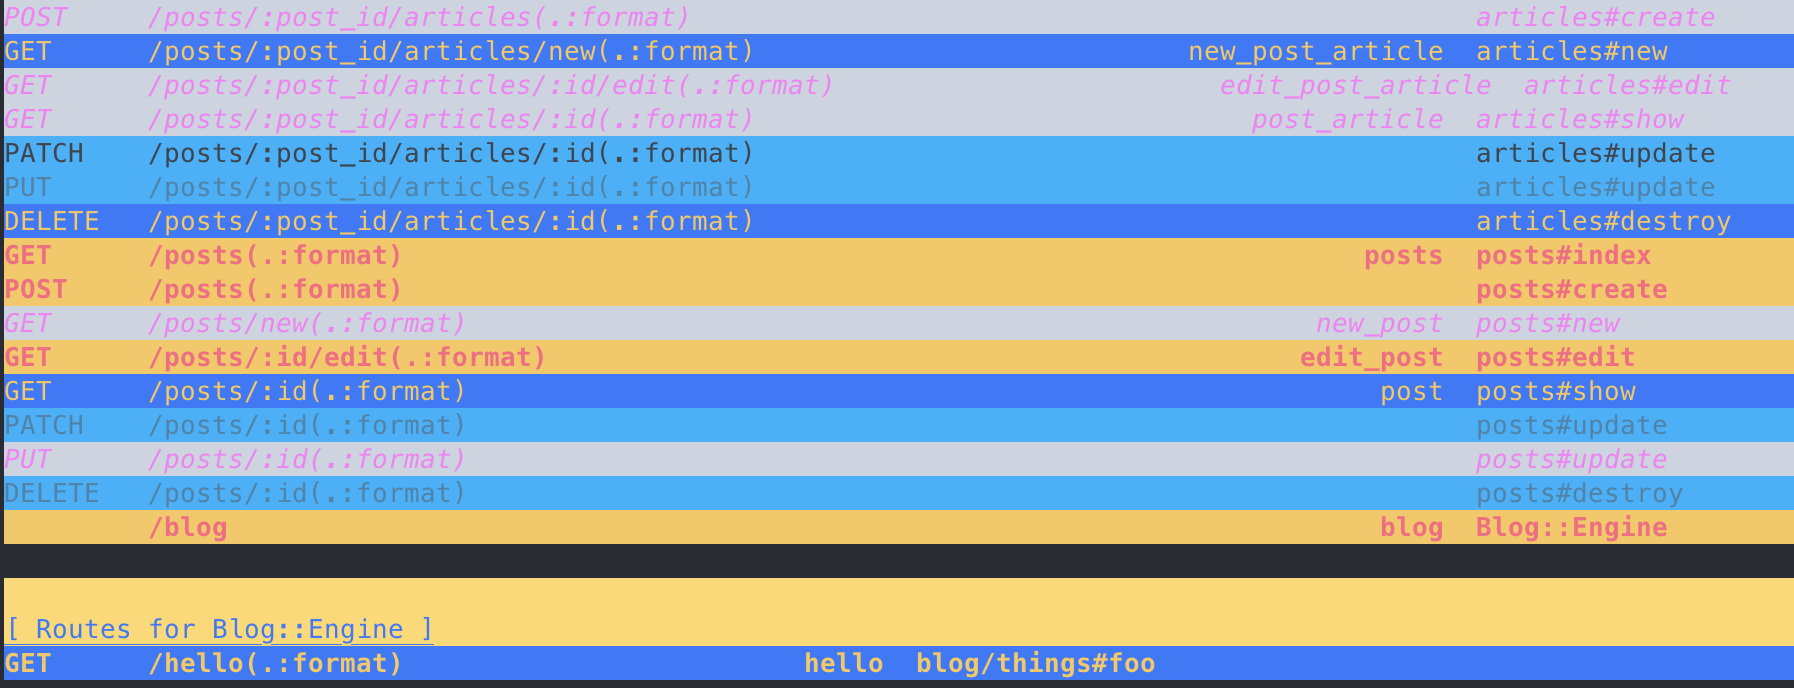 POST /posts/:post_id/articles(.:format) articles#create
GET /posts/:post_id/articles/new(.:format) new_post_article articles#new
GET /posts/:post_id/articles/:id/edit(.:format) edit_post_article articles#edit
GET /posts/:post_id/articles/:id(.:format) post_article articles#show
PATCH /posts/:post_id/articles/:id(.:format) articles#update
PUT /posts/:post_id/articles/:id(.:format) articles#update
DELETE /posts/:post_id/articles/:id(.:format) articles#destroy
GET /posts(.:format) posts posts#index
POST /posts(.:format) posts#create
GET /posts/new(.:format) new_post posts#new
GET /posts/:id/edit(.:format) edit_post posts#edit
GET /posts/:id(.:format) post posts#show
PATCH /posts/:id(.:format) posts#update
PUT /posts/:id(.:format) posts#update
DELETE /posts/:id(.:format) posts#destroy
/blog blog Blog::Engine
[ Routes for Blog::Engine ]
GET /hello(.:format) hello blog/things#foo